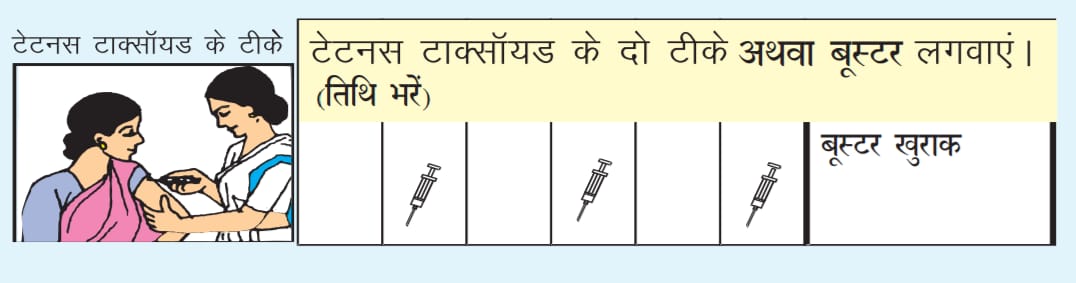 टेटनस टाक्सॉयड के टीके
टेटनस टाक्सॉयड के दो टीके अथवा बूस्टर लगवाएं।
(तिथि भरें)
बूस्टर खुराक